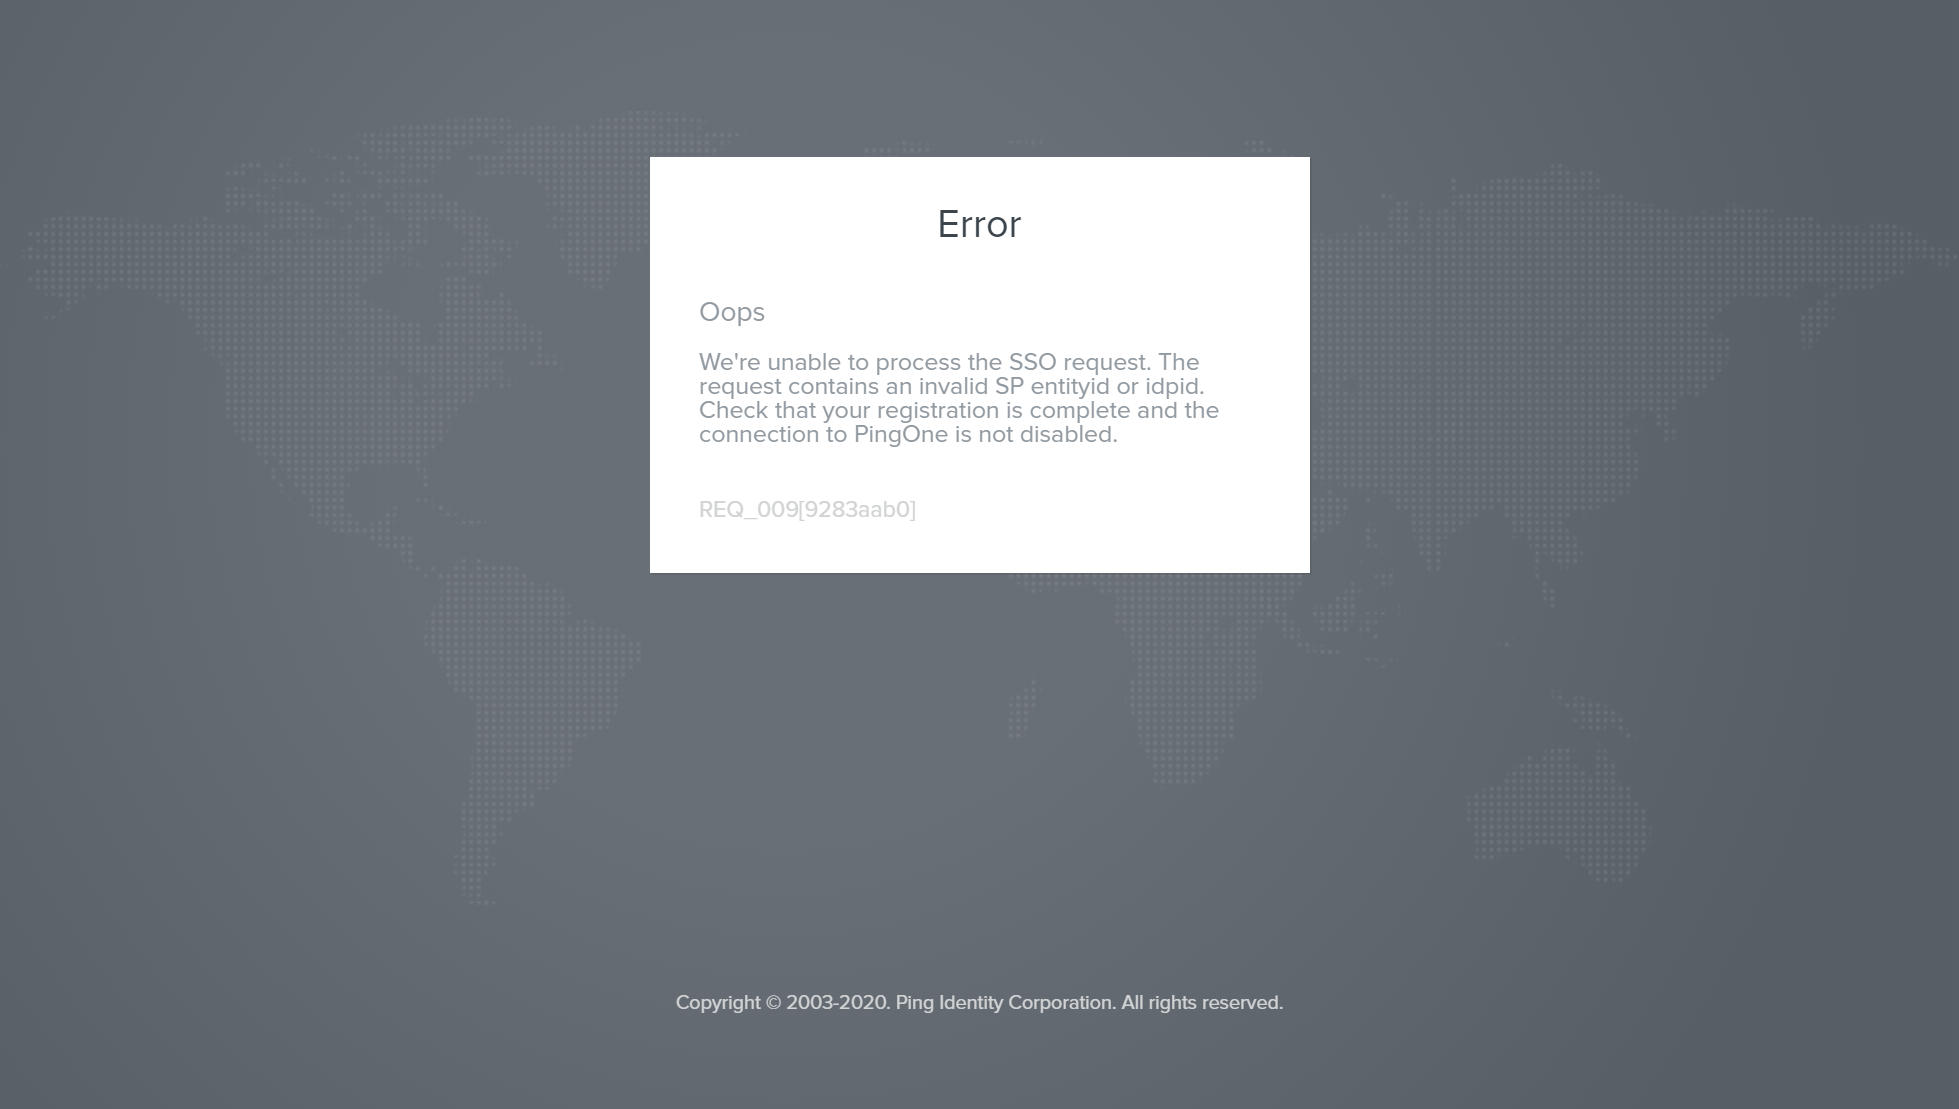 Error
Oops
We're unable to process the SSO request. The
request contains an invalid SP entityid or idpid.
Check that your registration is complete and the
connection to PingOne is not disabled.
REQ_009[9283aab0]
Copyright © 2003-2020. Ping Identity Corporation. All rights reserved.